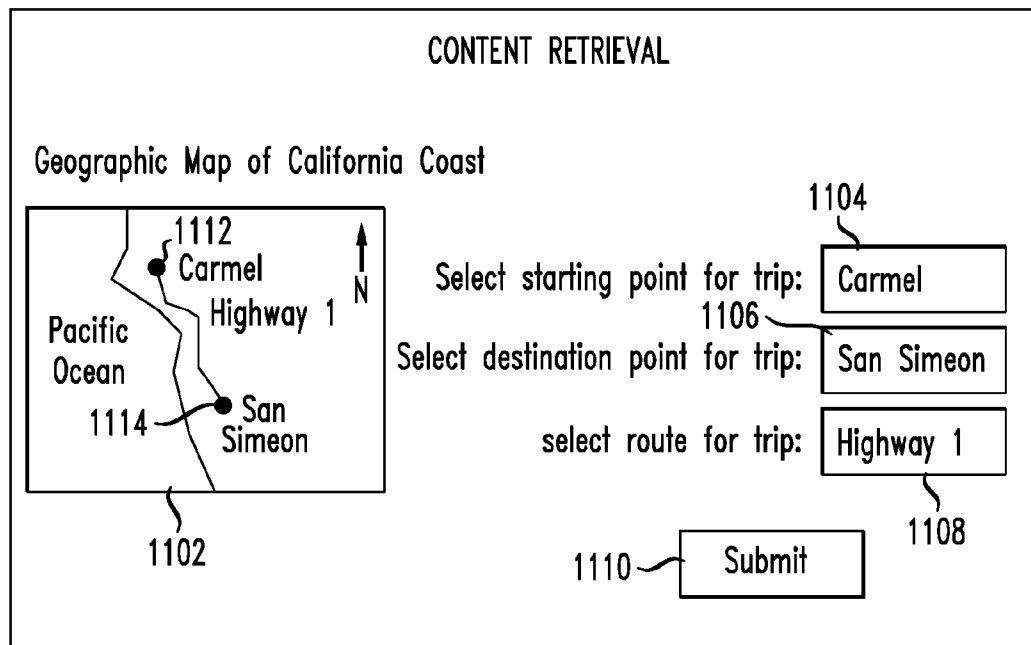 CONTENT RETRIEVAL
Geographic Map of California Coast
1112
Carmel
Highway 1
N
Pacific
Ocean
1114
San
Simeon
1102
1104
Select starting point for trip:
Carmel
1106
Select destination point for trip:
San Simeon
select route for trip:
Highway 1
1108
1110
Submit